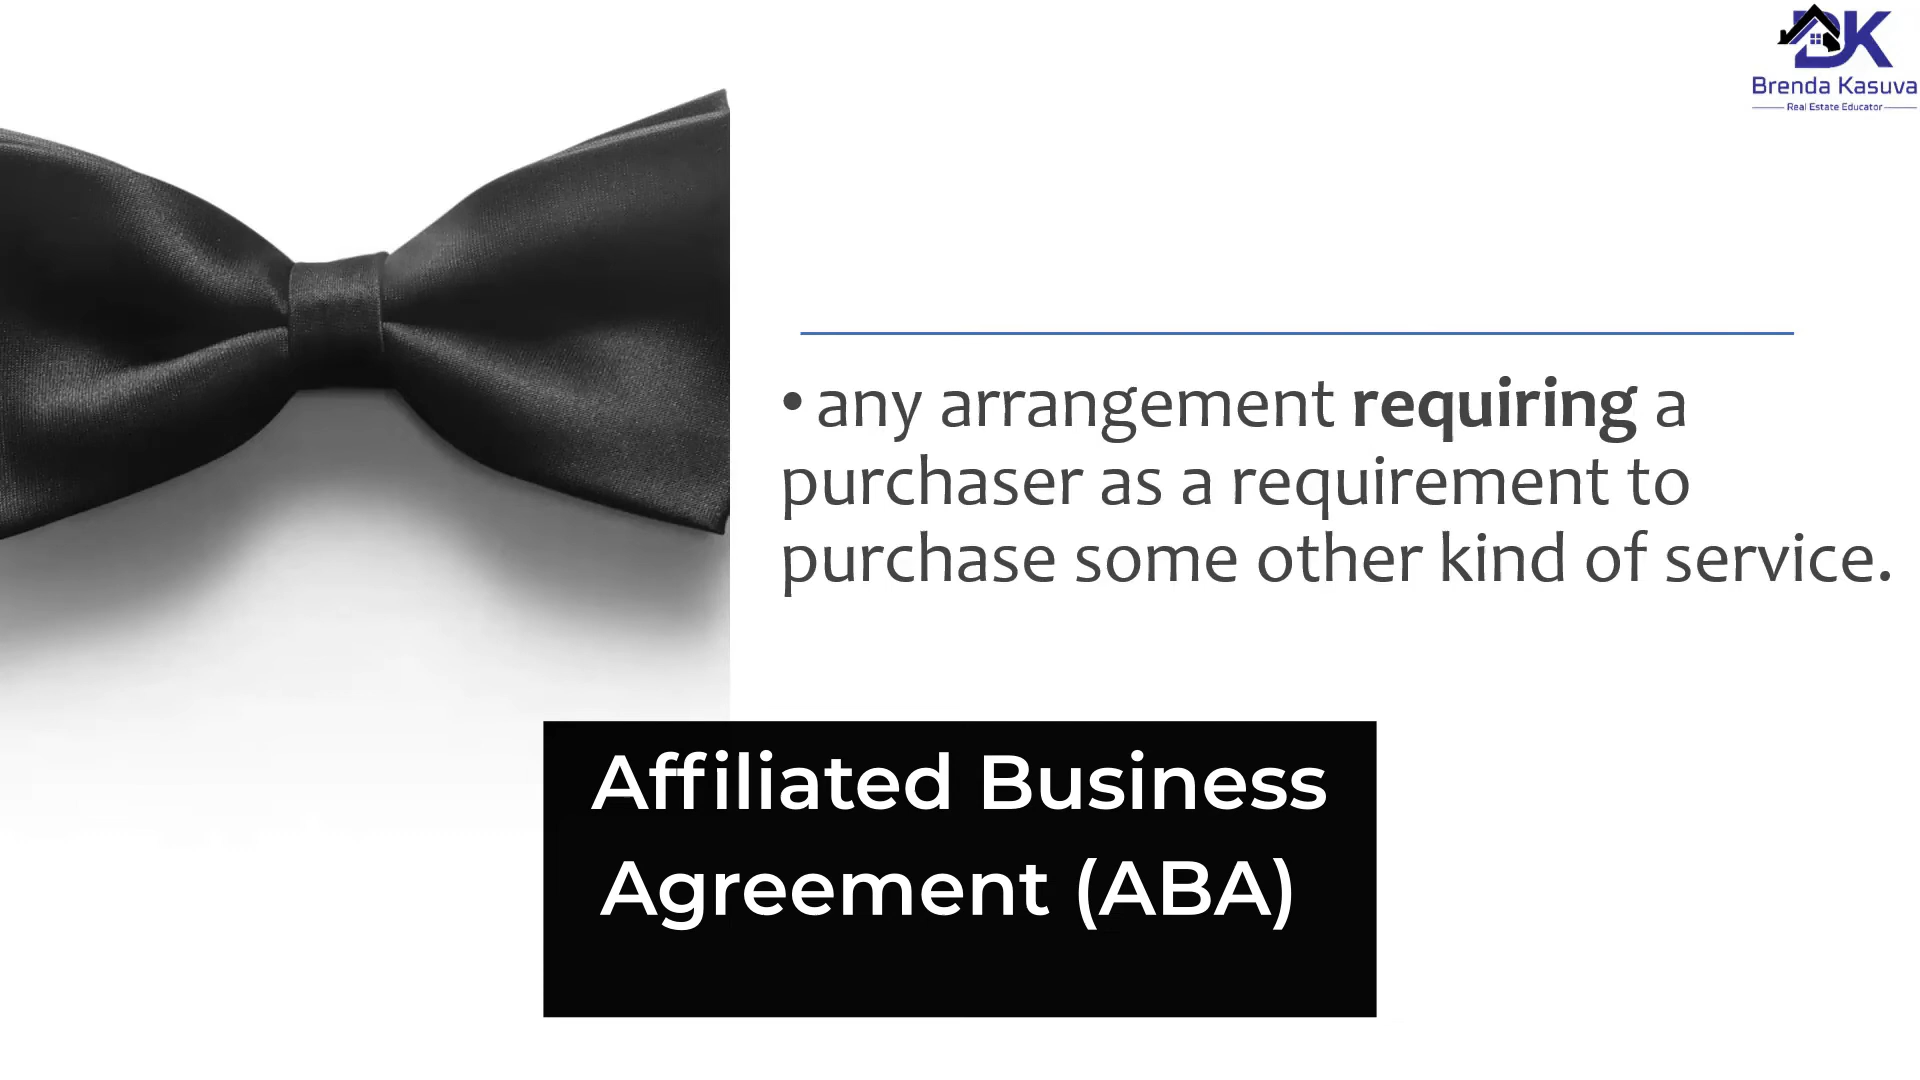 DK
Brenda Kasuva
Real Estate Educator
• any arrangement requiring a
purchaser as a requirement to
purchase some other kind of service.
Affiliated Business
Agreement (ABA)